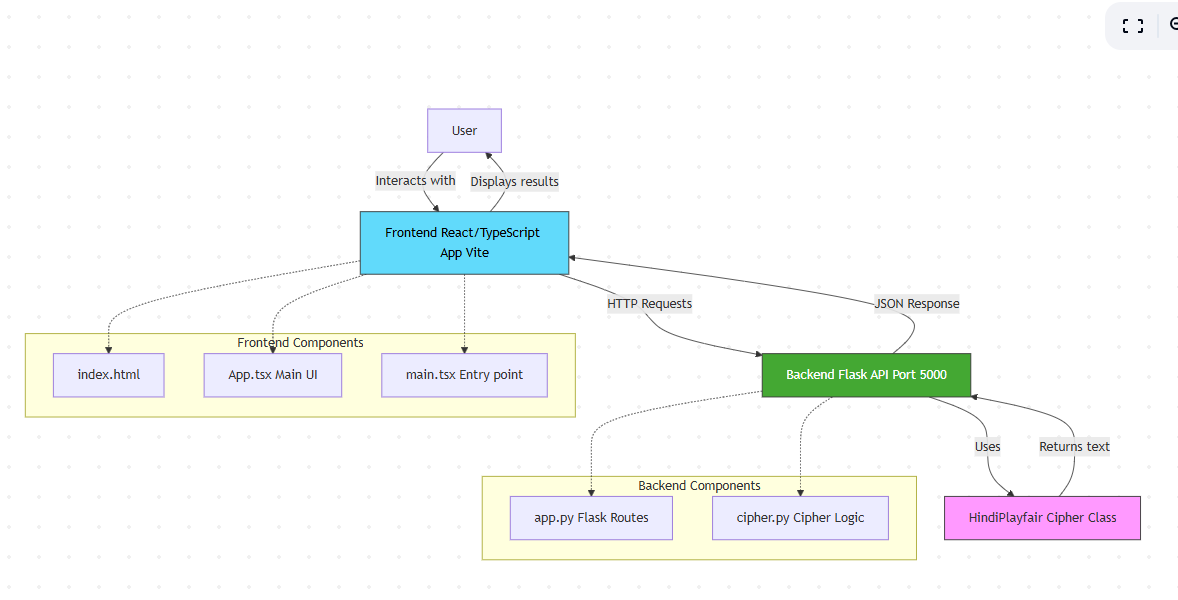 User
Interacts with
Displays results
Frontend React/TypeScript
App Vite
HTTP Requests
JSON Response
Frontend Components
index.html
App.tsx Main UI
main.tsx Entry point
Backend Flask API Port 5000
Uses
Returns text
Backend Components
app.py Flask Routes
cipher.py Cipher Logic
HindiPlayfair Cipher Class